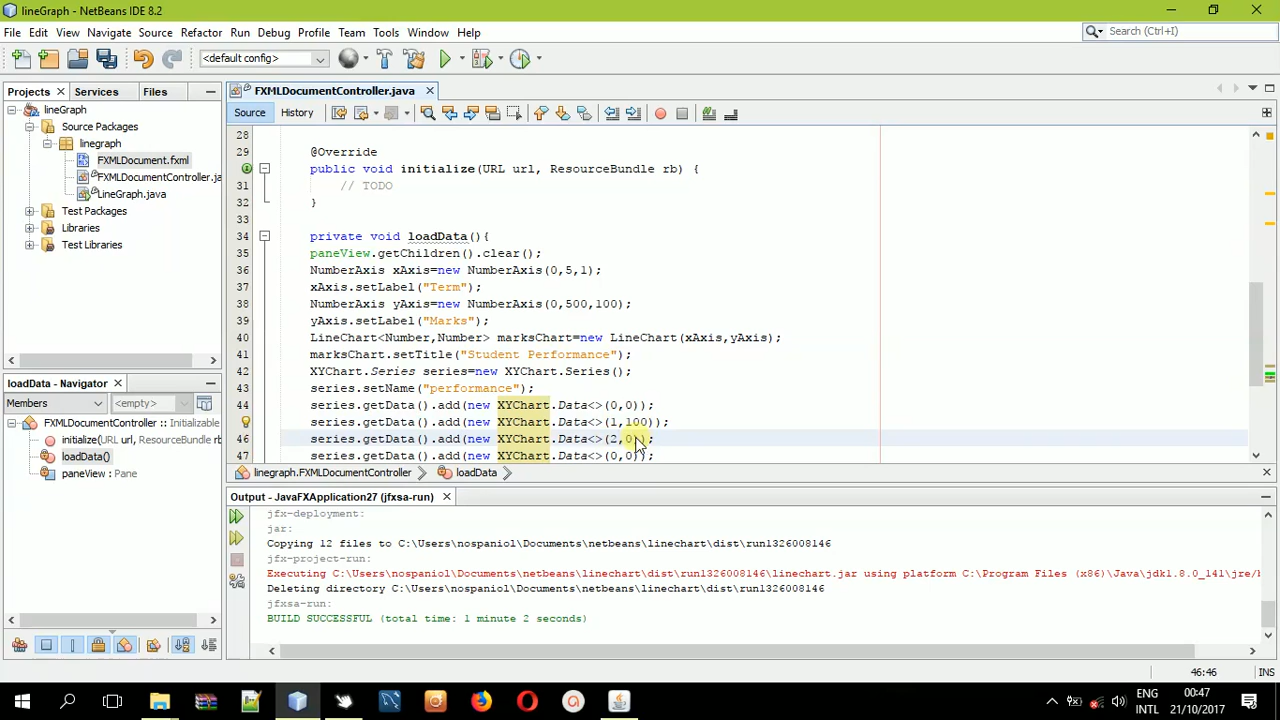 lineGraph - NetBeans IDE 8.2
File Edit View Navigate Source Refactor Run Debug Profile Team Tools Window Help
Search (Ctrl+I)
<default config>
Projects Services Files
FXMLDocumentController.java
lineGraph
Source Packages
linegraph
FXMLDocument.fxml
FXMLDocumentController.ja
LineGraph.java
Test Packages
Libraries
Test Libraries
Source History
28
29 @Override
30 public void initialize(URL url, ResourceBundle rb) {
31 // TODO
32 }
33
34 private void loadData(){
35 paneView.getChildren().clear();
36 NumberAxis xAxis=new NumberAxis(0,5,1);
37 xAxis.setLabel("Term");
38 NumberAxis yAxis=new NumberAxis(0,500,100);
39 yAxis.setLabel("Marks");
40 LineChart<Number,Number> marksChart=new LineChart(xAxis,yAxis);
41 marksChart.setTitle("Student Performance");
42 XYChart.Series series=new XYChart.Series();
43 series.setName("performance");
44 series.getData().add(new XYChart.Data<>(0,0));
45 series.getData().add(new XYChart.Data<>(1,100));
46 series.getData().add(new XYChart.Data<>(2,0));
47 series.getData().add(new XYChart.Data<>(0,0));
linegraph.FXMLDocumentController loadData
loadData - Navigator
Members <empty>
FXMLDocumentController :: Initializable
initialize(URL url, ResourceBundle rb
loadData()
paneView : Pane
Output - JavaFXApplication27 (jfxsa-run)
jfx-deployment:
jar:
Copying 12 files to C:\Users\nospaniol\Documents\netbeans\linechart\dist\run1326008146
jfx-project-run:
Executing C:\Users\nospaniol\Documents\netbeans\linechart\dist\run1326008146\linechart.jar using platform C:\Program Files (x86)\Java\jdk1.8.0_141\jre/b
Deleting directory C:\Users\nospaniol\Documents\netbeans\linechart\dist\run1326008146
jfxsa-run:
BUILD SUCCESSFUL (total time: 1 minute 2 seconds)
46:46 INS
ENG
INTL
00:47
21/10/2017